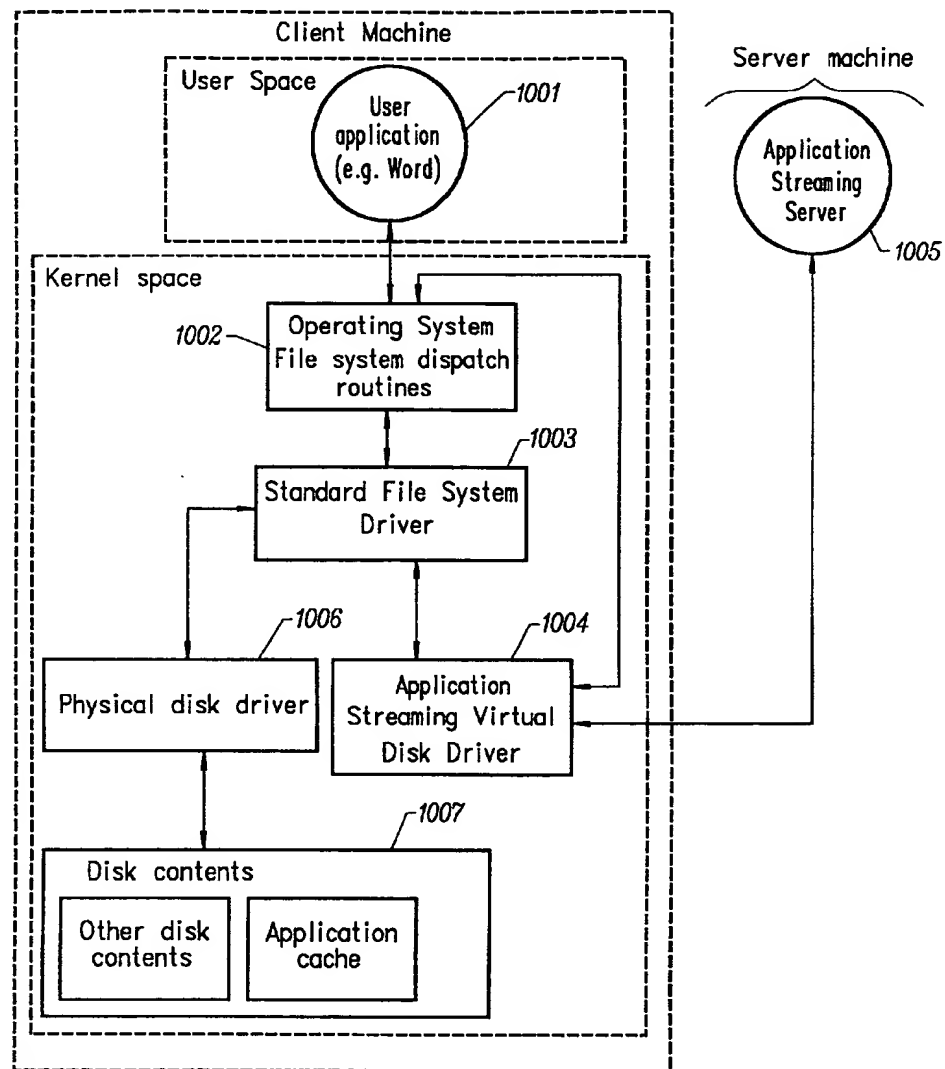 Client Machine
User Space
User
application
(e.g. Word)
1001
Server machine
Application
Streaming
Server
1005
Kernel space
1002
Operating System
File system dispatch
routines
1003
Standard File System
Driver
1006
Physical disk driver
1004
Application
Streaming Virtual
Disk Driver
1007
Disk contents
Other disk
contents
Application
cache